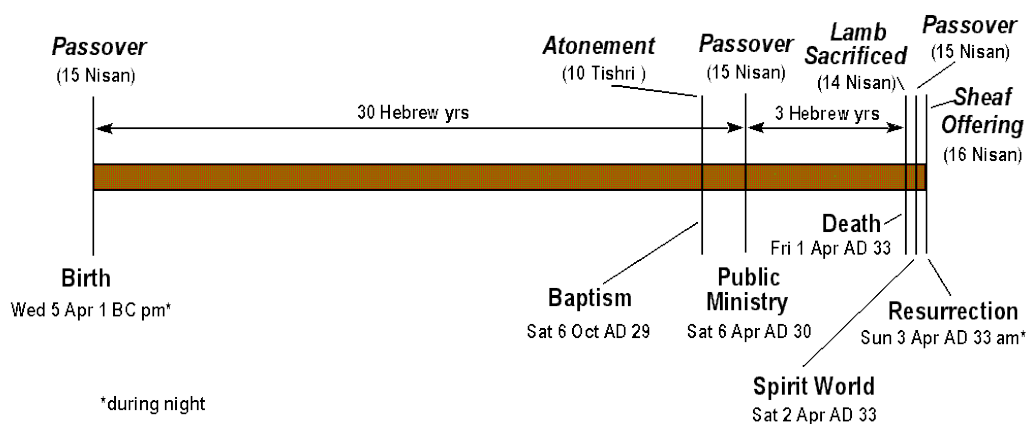 Passover
(15 Nisan)
Atonement
(10 Tishri )
Passover
(15 Nisan)
Lamb
Sacrificed
(14 Nisan)
Passover
(15 Nisan)
Sheaf
Offering
(16 Nisan)
30 Hebrew yrs
3 Hebrew yrs
Birth
Wed 5 Apr 1 BC pm*
Baptism
Sat 6 Oct AD 29
Public
Ministry
Sat 6 Apr AD 30
Death
Fri 1 Apr AD 33
Spirit World
Sat 2 Apr AD 33
Resurrection
Sun 3 Apr AD 33 am*
*during night